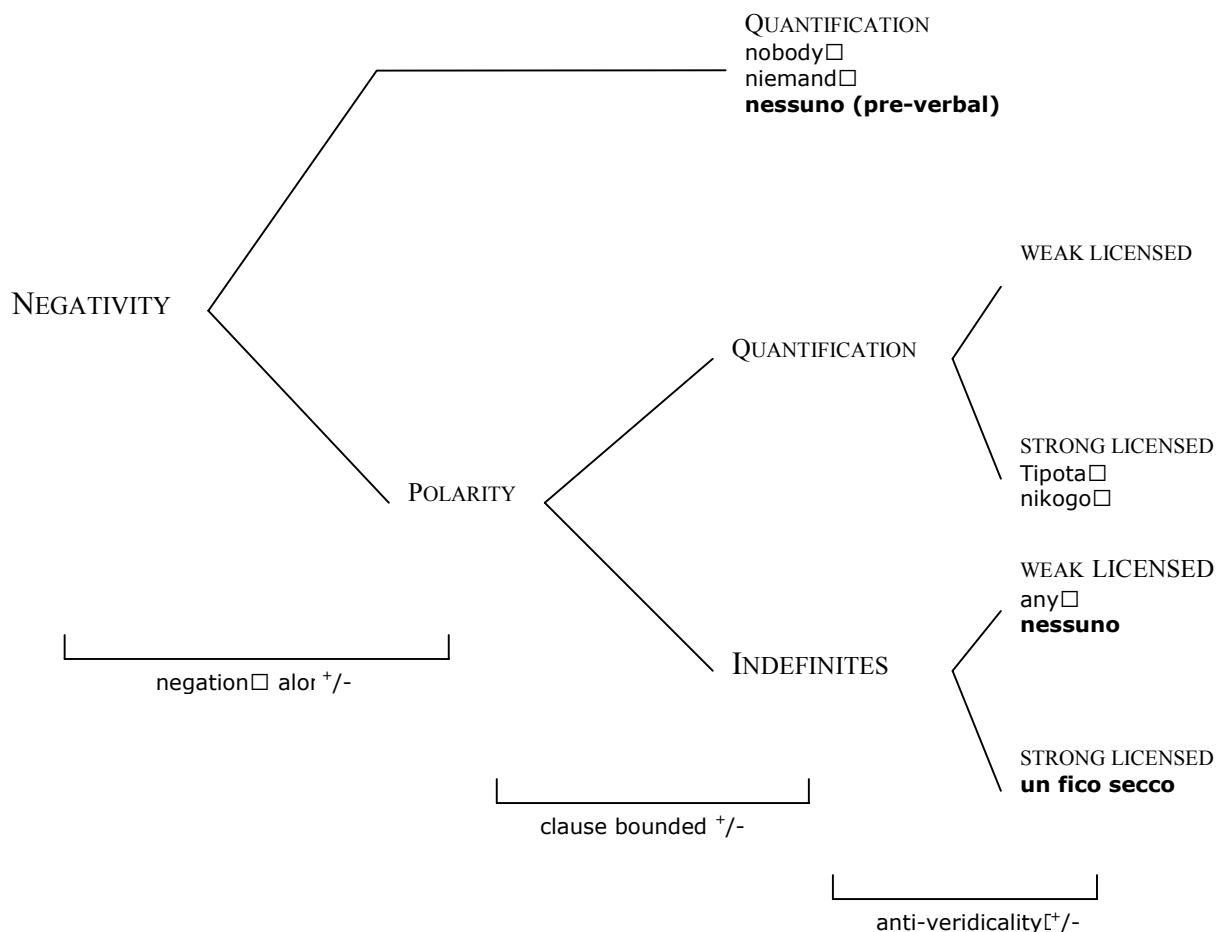 QUANTIFICATION
nobody□
niemand□
nessuno (pre-verbal)
WEAK LICENSED
NEGATIVITY
QUANTIFICATION
STRONG LICENSED
Tipota□
nikogo□
POLARITY
WEAK LICENSED
any□
nessuno
INDEFINITES
negation□ alor +/-
STRONG LICENSED
un fico secco
clause bounded +/-
anti-veridicality[+/-